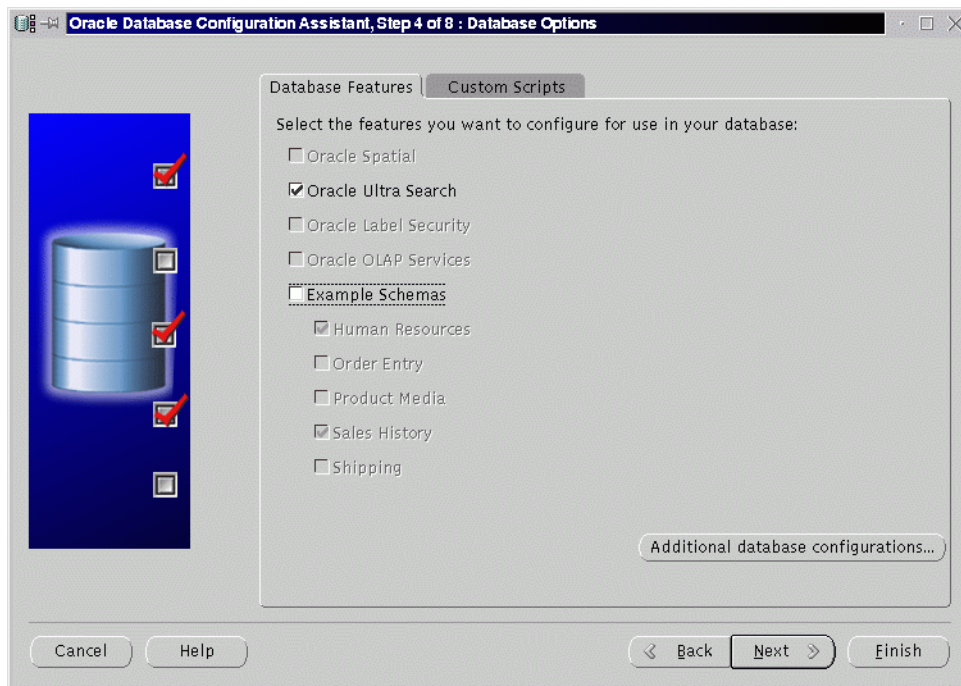 Oracle Database Configuration Assistant, Step 4 of 8 : Database Options
Database Features
Custom Scripts
Select the features you want to configure for use in your database:
Oracle Spatial
Oracle Ultra Search
Oracle Label Security
Oracle OLAP Services
Example Schemas
Human Resources
Order Entry
Product Media
Sales History
Shipping
Additional database configurations...
Cancel
Help
Back
Next
Finish